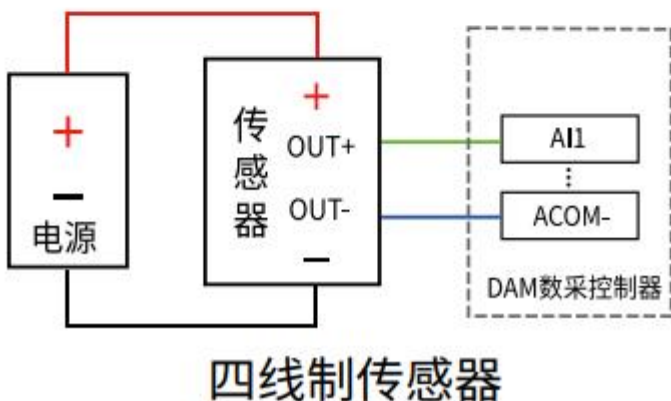 +
传感器
+
OUT+
OUT-
−
+
−
电源
AI1
ACOM-
DAM数采控制器
四线制传感器